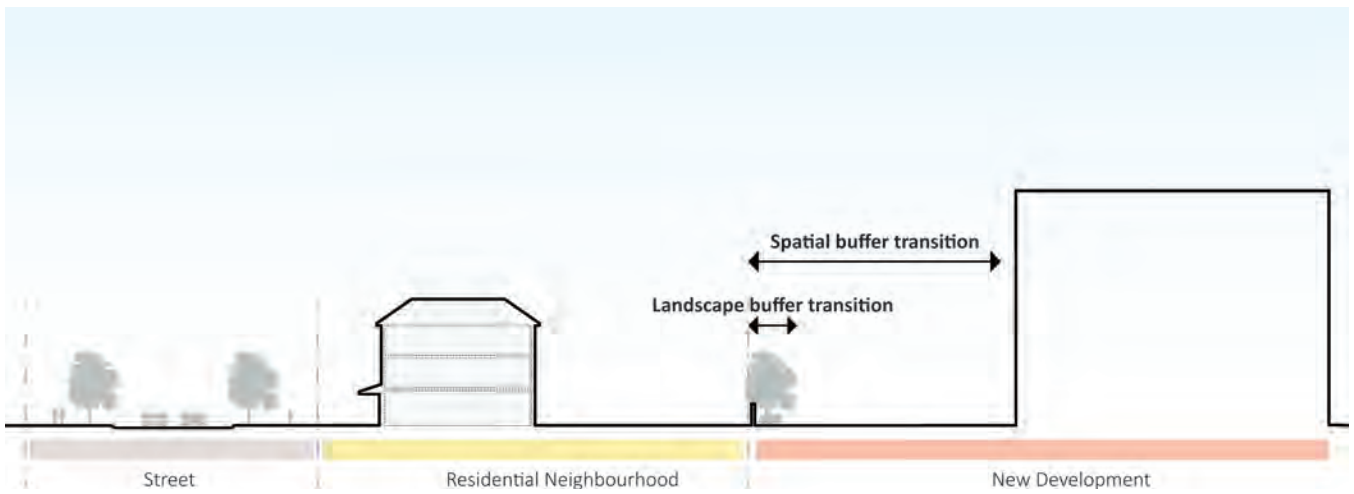 Spatial buffer transition
Landscape buffer transition
Street
Residential Neighbourhood
New Development